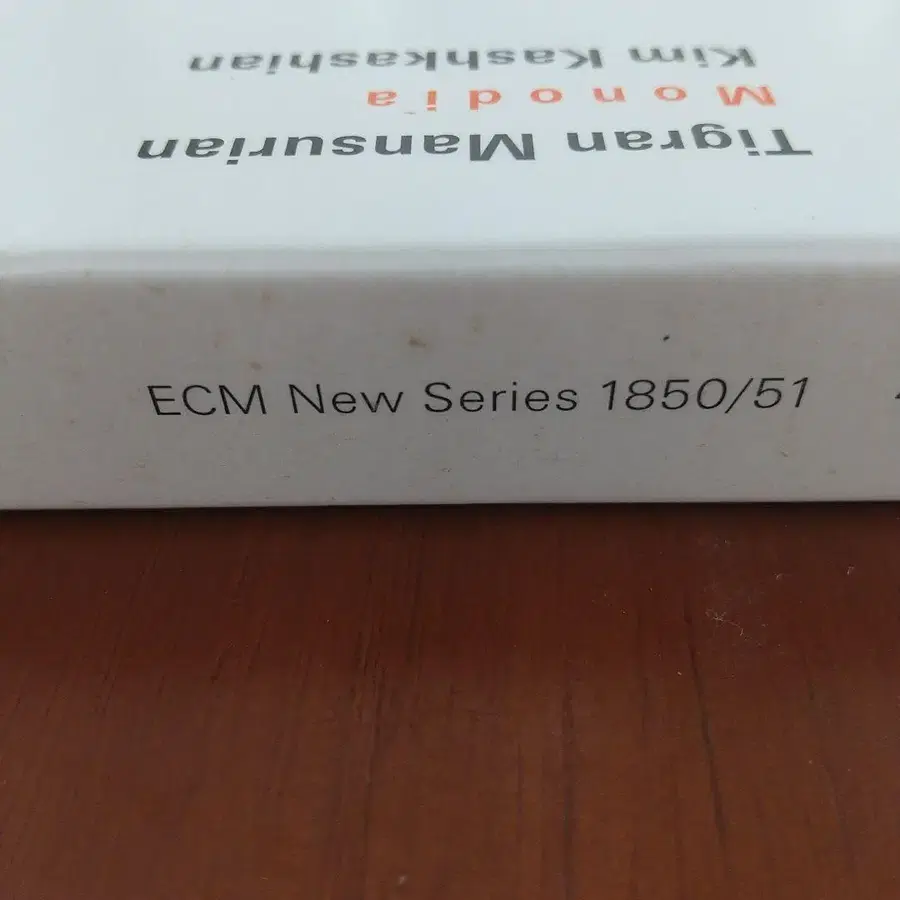 Tigran Mansurian
Monodia
Kim Kashkashian
ECM New Series 1850/51